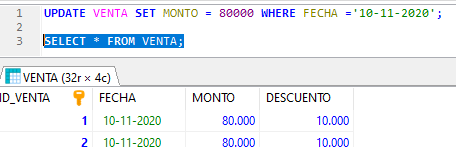 1 UPDATE VENTA SET MONTO = 80000 WHERE FECHA ='10-11-2020';
2
3 SELECT * FROM VENTA;
VENTA (32r × 4c)
ID_VENTA FECHA MONTO DESCUENTO
1 10-11-2020 80.000 10.000
2 10-11-2020 80.000 10.000